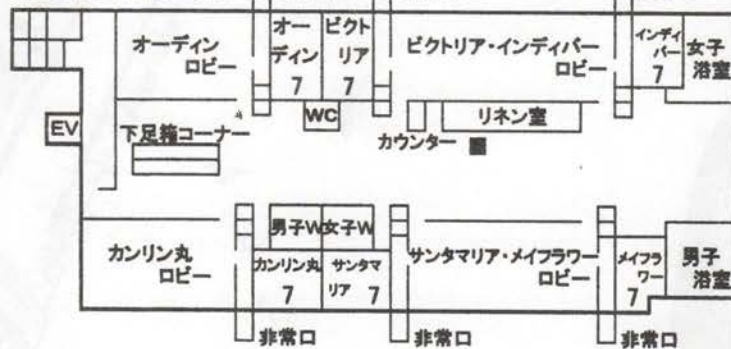 オーディン
ロビー
オー
ディン
7
ビクト
リア
7
ビクトリア・インディバー
ロビー
インディ
バー
7
女子
浴室
EV
下足箱コーナー
WC
カウンター
リネン室
カンリン丸
ロビー
男子W
女子W
カンリン丸
7
サンタマ
リア 7
サンタマリア・メイフラワー
ロビー
メイフラ
ワー
7
男子
浴室
非常口
非常口
非常口